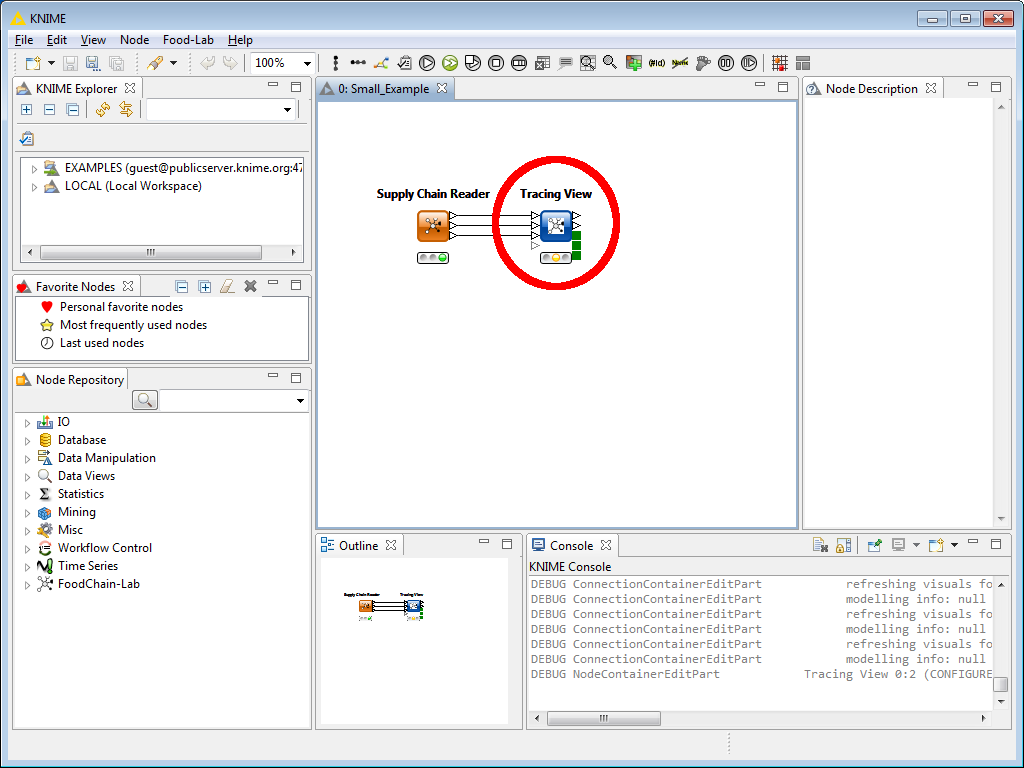 KNIME
File Edit View Node Food-Lab Help
100%
KNIME Explorer
EXAMPLES (guest@publicserver.knime.org:47
LOCAL (Local Workspace)
Favorite Nodes
Personal favorite nodes
Most frequently used nodes
Last used nodes
Node Repository
IO
Database
Data Manipulation
Data Views
Statistics
Mining
Misc
Workflow Control
Time Series
FoodChain-Lab
0: Small_Example
Supply Chain Reader Tracing View
Node Description
Outline
Supply Chain Reader Tracing View
Console
KNIME Console
DEBUG ConnectionContainerEditPart refreshing visuals fo
DEBUG ConnectionContainerEditPart modelling info: null
DEBUG ConnectionContainerEditPart refreshing visuals fo
DEBUG ConnectionContainerEditPart modelling info: null
DEBUG ConnectionContainerEditPart refreshing visuals fo
DEBUG ConnectionContainerEditPart modelling info: null
DEBUG NodeContainerEditPart Tracing View 0:2 (CONFIGURE